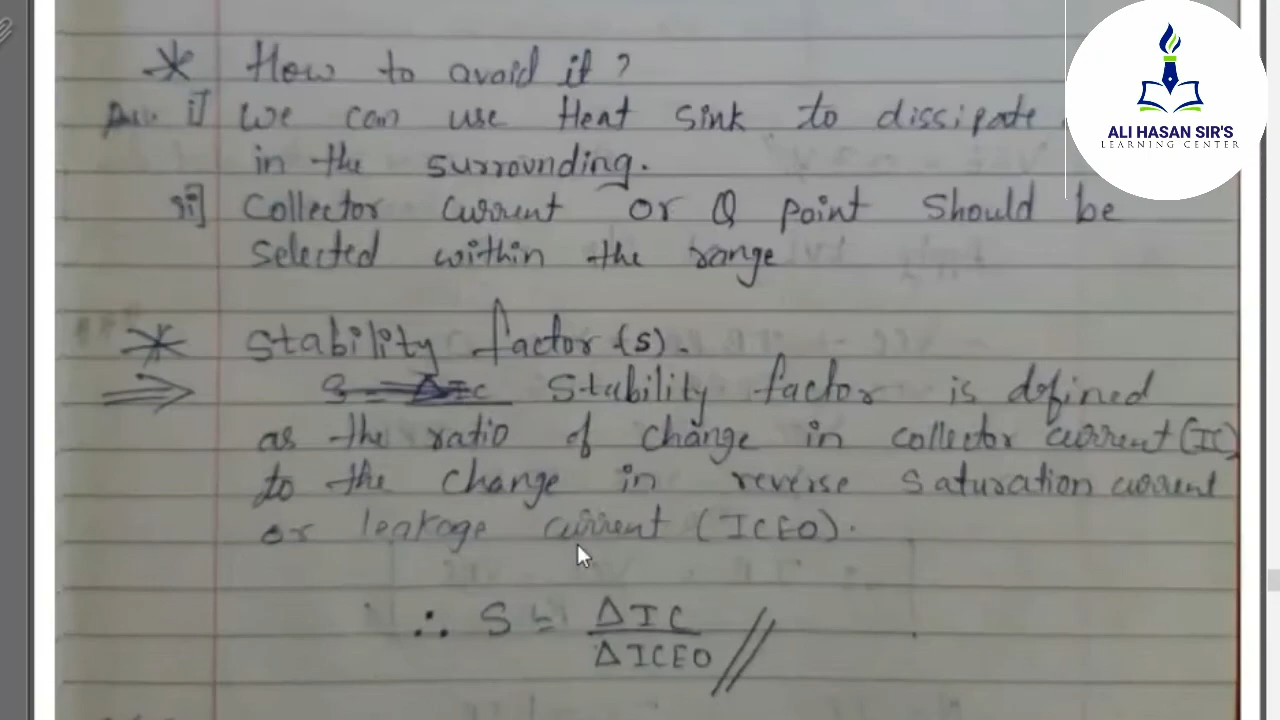 * How to avoid it ?
i] We can use Heat sink to dissipate
in the surrounding.
ii] Collector current or Q point should be
selected within the range
* Stability factor (S).
⇒ Stability factor is defined
as the ratio of change in collector current (IC)
to the change in reverse saturation current
or leakage current (ICEO).
∴ S = ΔIC / ΔICEO //
ALI HASAN SIR'S
LEARNING CENTER